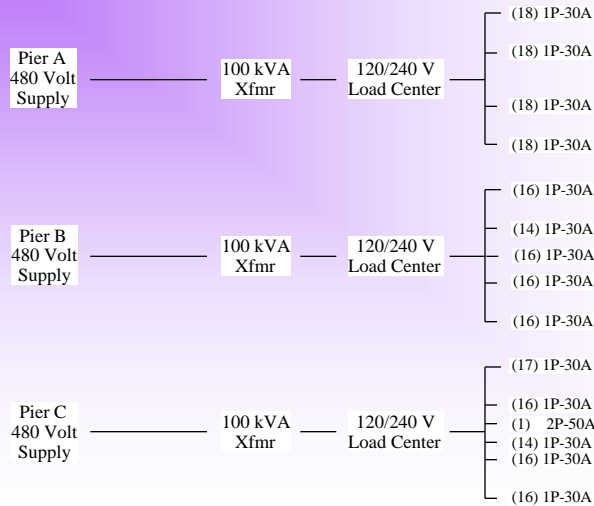 (18) 1P-30A
Pier A
480 Volt
Supply
100 kVA
Xfmr
120/240 V
Load Center
(18) 1P-30A
(18) 1P-30A
(18) 1P-30A
(16) 1P-30A
Pier B
480 Volt
Supply
100 kVA
Xfmr
120/240 V
Load Center
(14) 1P-30A
(16) 1P-30A
(16) 1P-30A
(16) 1P-30A
(17) 1P-30A
Pier C
480 Volt
Supply
100 kVA
Xfmr
120/240 V
Load Center
(16) 1P-30A
(1) 2P-50A
(14) 1P-30A
(16) 1P-30A
(16) 1P-30A